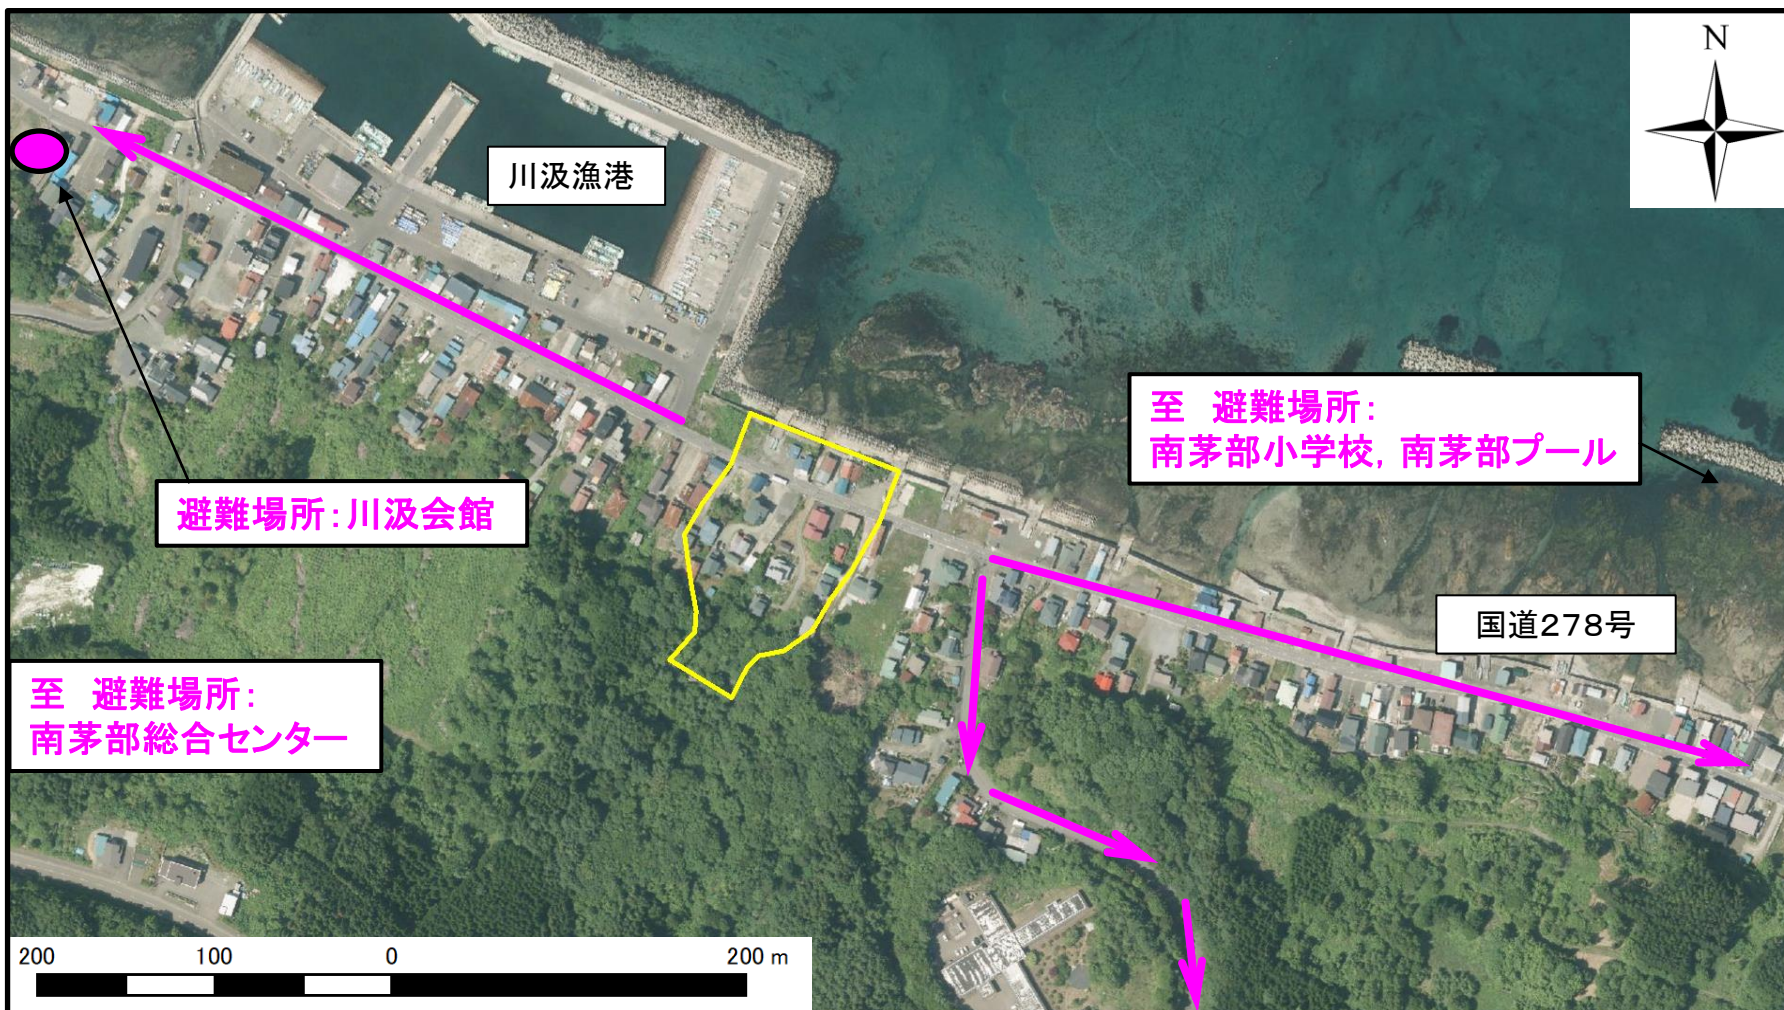 N
川汲漁港
至　避難場所：
南茅部小学校，南茅部プール
避難場所：川汲会館
国道２７８号
至　避難場所：
南茅部総合センター
200 100 0 200 m